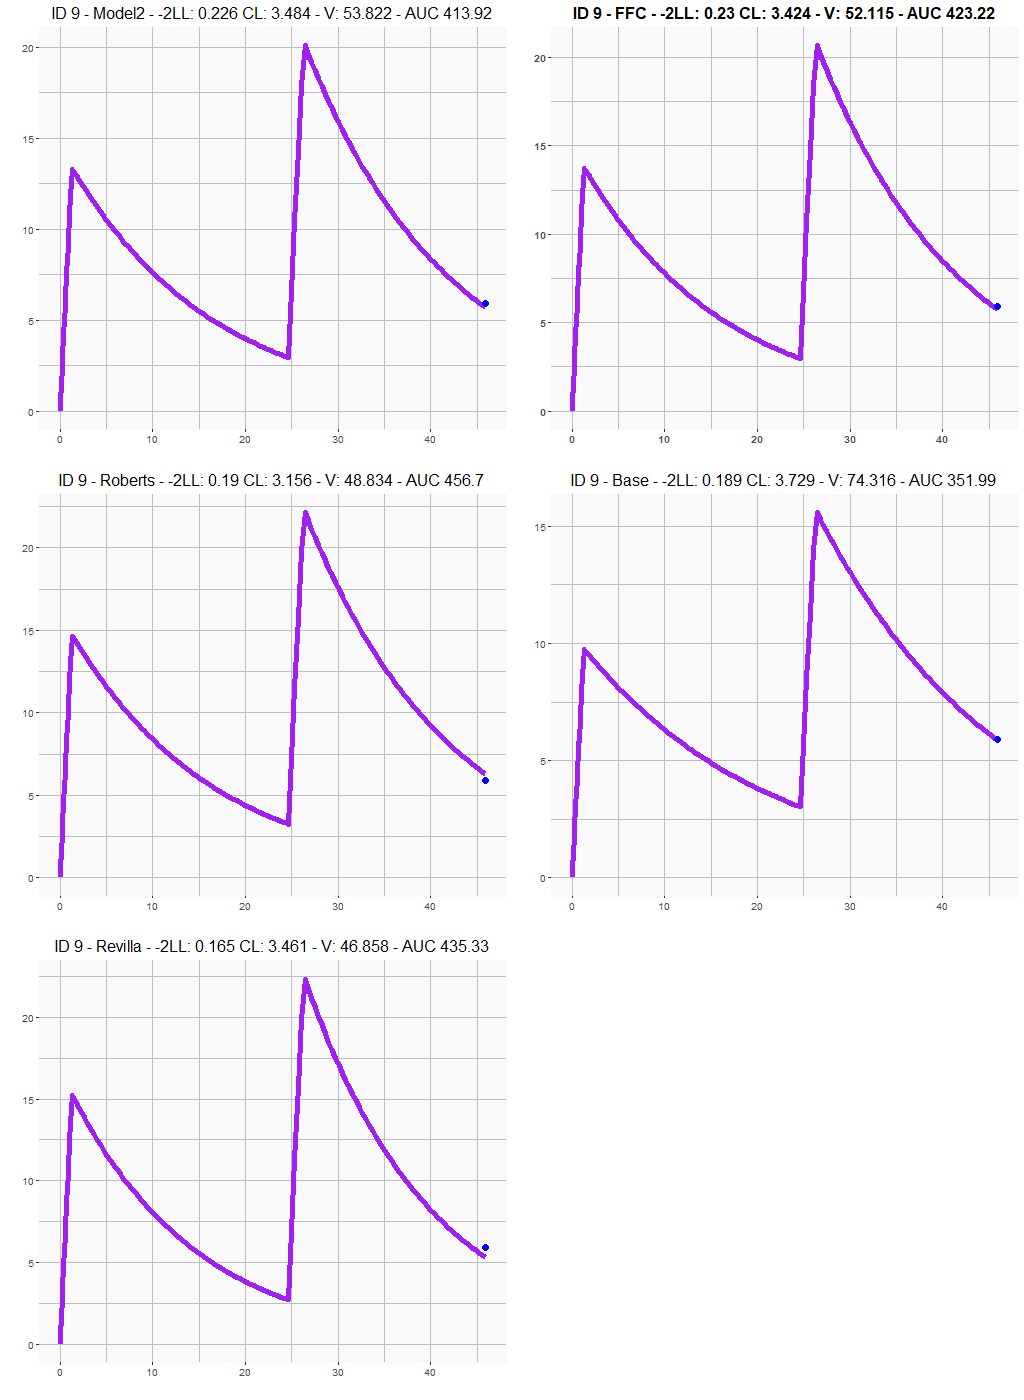 ID 9 - Model2 - -2LL: 0.226 CL: 3.484 - V: 53.822 - AUC 413.92
20
15
10
5
0
0 10 20 30 40
ID 9 - FFC - -2LL: 0.23 CL: 3.424 - V: 52.115 - AUC 423.22
20
15
10
5
0
0 10 20 30 40
ID 9 - Roberts - -2LL: 0.19 CL: 3.156 - V: 48.834 - AUC 456.7
20
15
10
5
0
0 10 20 30 40
ID 9 - Base - -2LL: 0.189 CL: 3.729 - V: 74.316 - AUC 351.99
15
10
5
0
0 10 20 30 40
ID 9 - Revilla - -2LL: 0.165 CL: 3.461 - V: 46.858 - AUC 435.33
20
15
10
5
0
0 10 20 30 40